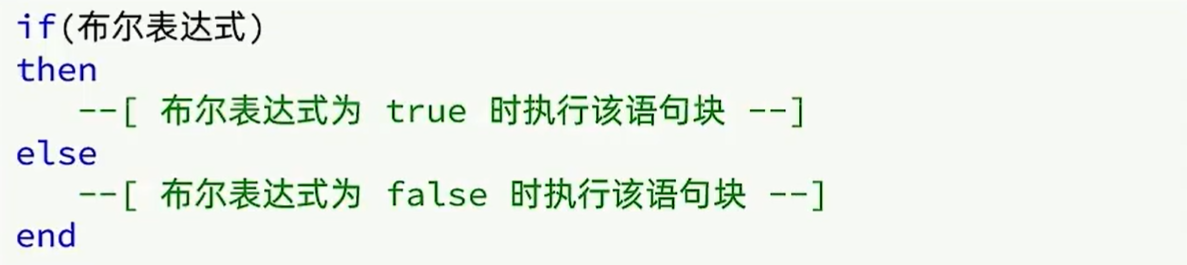 if(布尔表达式)
then
   --[ 布尔表达式为 true 时执行该语句块 --]
else
   --[ 布尔表达式为 false 时执行该语句块 --]
end